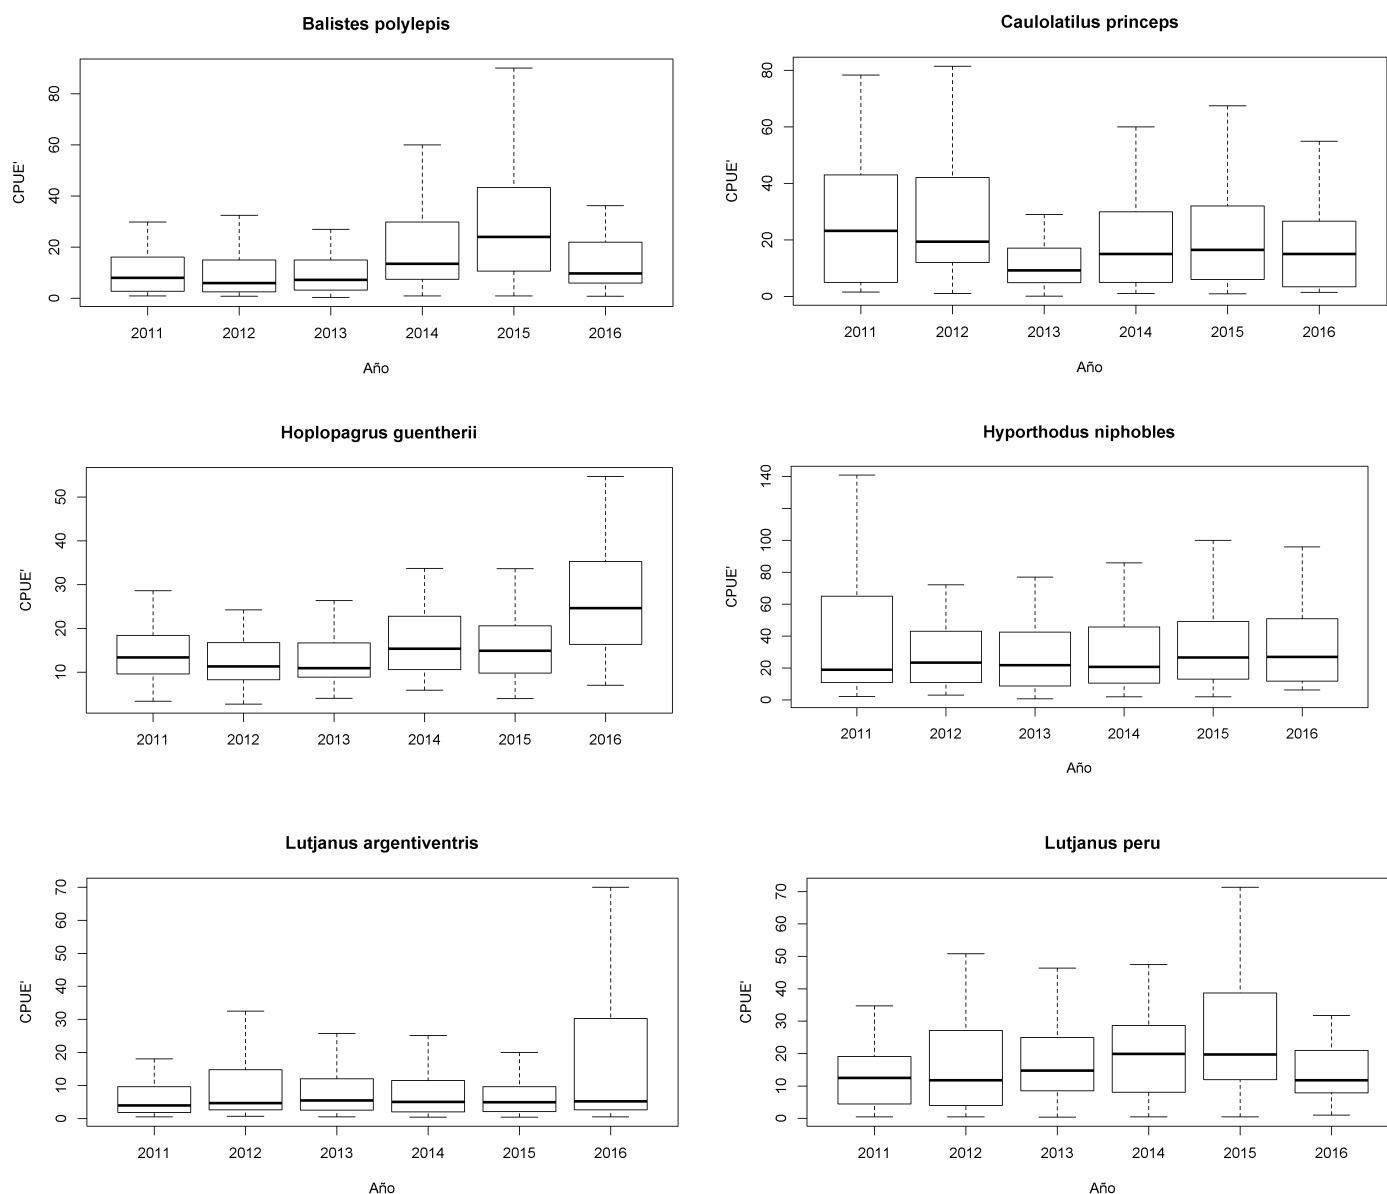 Balistes polylepis
CPUE'
80
60
40
20
0
2011 2012 2013 2014 2015 2016
Año
Caulolatilus princeps
CPUE'
80
60
40
20
0
2011 2012 2013 2014 2015 2016
Año
Hoplopagrus guentherii
CPUE'
50
40
30
20
10
2011 2012 2013 2014 2015 2016
Hyporthodus niphobles
CPUE'
140
100
80
60
40
20
0
2011 2012 2013 2014 2015 2016
Año
Lutjanus argentiventris
CPUE'
70
60
50
40
30
20
10
0
2011 2012 2013 2014 2015 2016
Año
Lutjanus peru
CPUE'
70
60
50
40
30
20
10
0
2011 2012 2013 2014 2015 2016
Año